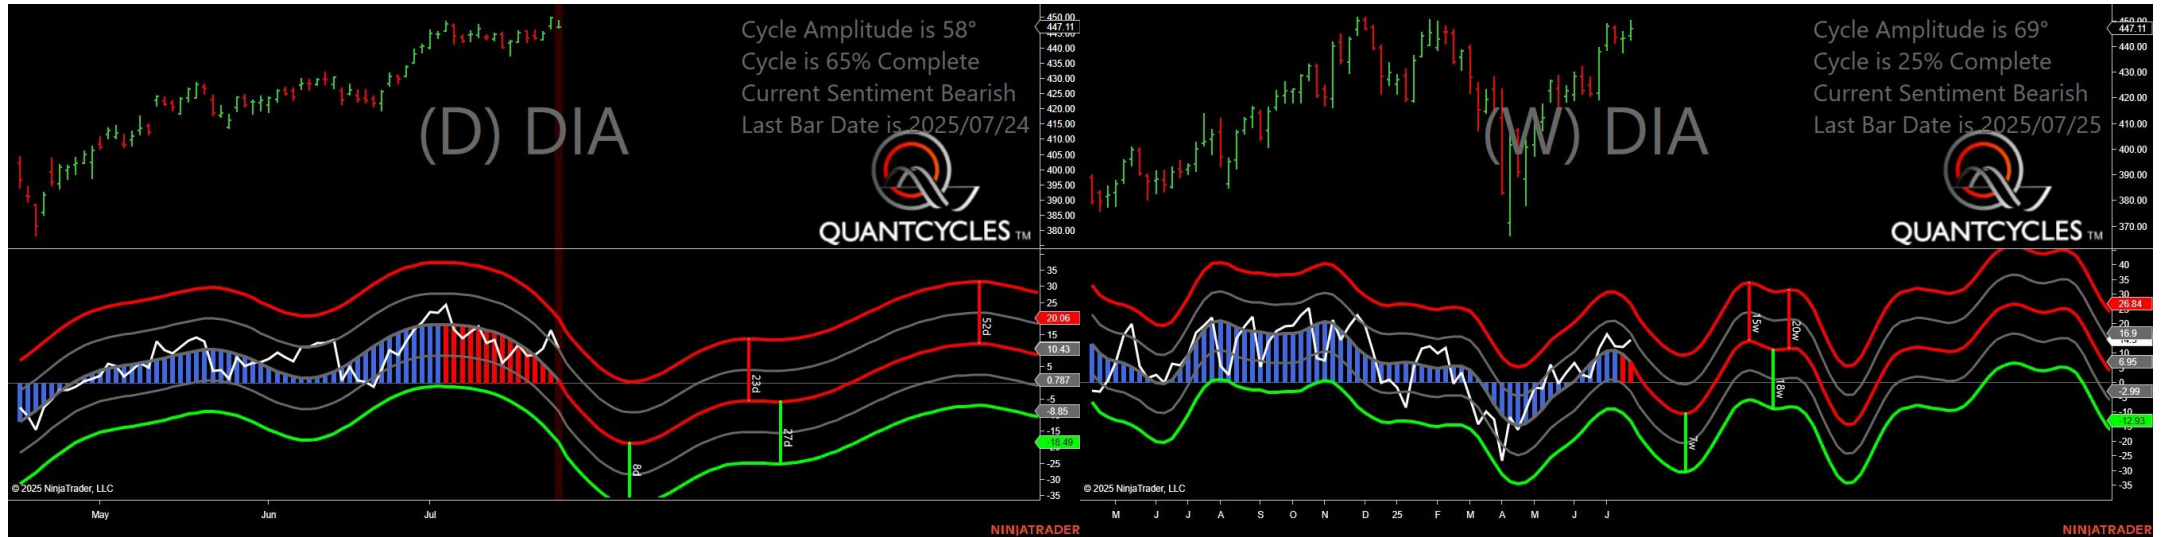 Cycle Amplitude is 58°
Cycle is 65% Complete
Current Sentiment Bearish
Last Bar Date is 2025/07/24
(D) DIA
QUANTCYCLES TM
450.00
447.11
445.00
440.00
435.00
430.00
425.00
420.00
415.00
410.00
405.00
400.00
395.00
390.00
385.00
380.00
35
30
25
20.06
15
10.43
5
0.787
-5
-8.85
-15
-18.49
-25
-30
-35
8d
23d
27d
52d
© 2025 NinjaTrader, LLC
May
Jun
Jul
NINJATRADER
Cycle Amplitude is 69°
Cycle is 25% Complete
Current Sentiment Bearish
Last Bar Date is 2025/07/25
(W) DIA
QUANTCYCLES TM
450.00
447.11
440.00
430.00
420.00
410.00
400.00
390.00
380.00
370.00
40
35
30
26.84
20
16.9
10
6.95
0
-2.99
-10
-12.93
-20
-25
-30
-35
7w
15w
18w
20w
© 2025 NinjaTrader, LLC
M
J
J
A
S
O
N
D
25
F
M
A
M
J
J
NINJATRADER